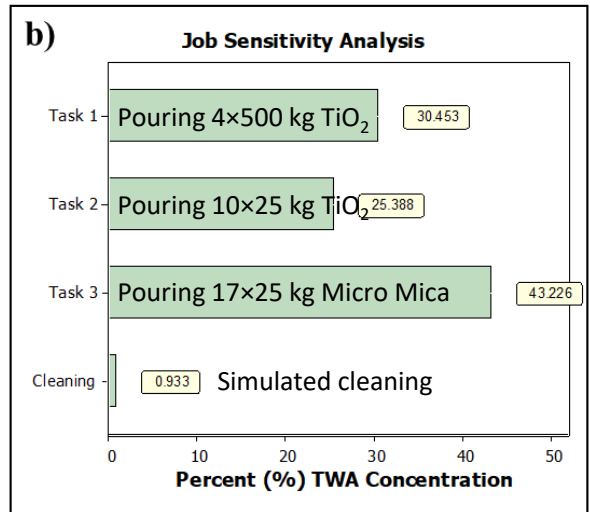 b)
Job Sensitivity Analysis
Task 1 Pouring 4×500 kg TiO₂ 30.453
Task 2 Pouring 10×25 kg TiO₂ 25.388
Task 3 Pouring 17×25 kg Micro Mica 43.226
Cleaning 0.933 Simulated cleaning
0 10 20 30 40 50
Percent (%) TWA Concentration